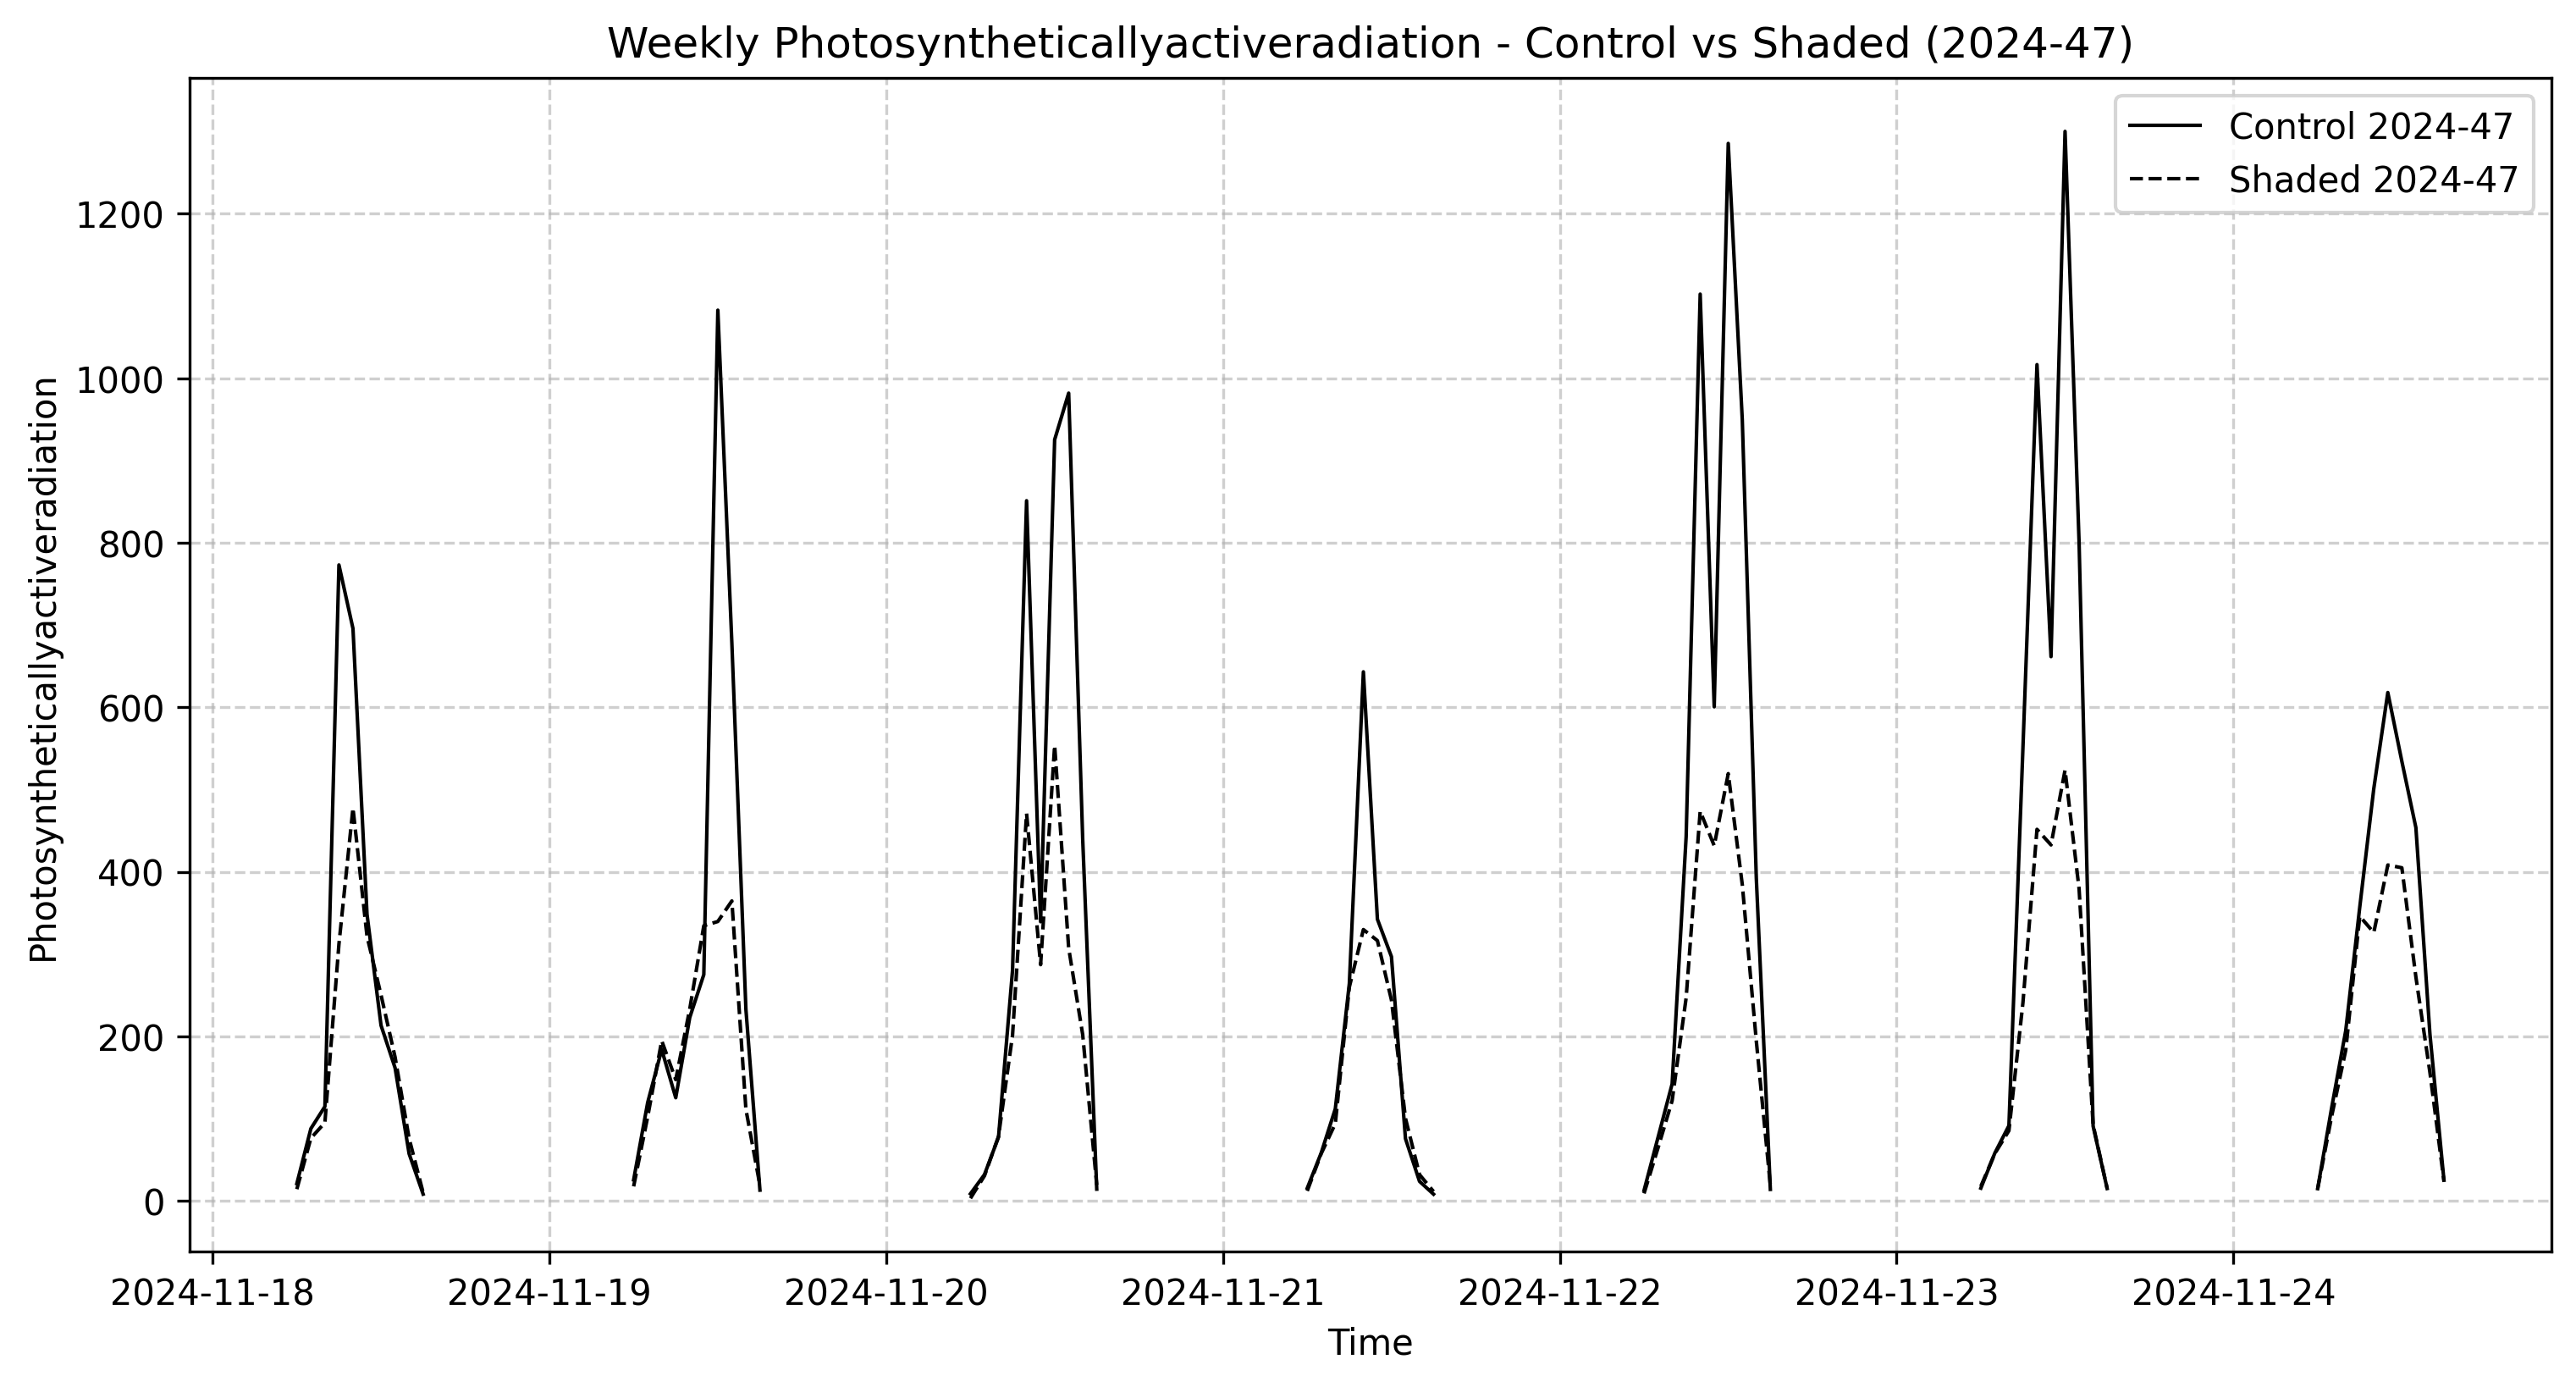 Weekly Photosyntheticallyactiveradiation - Control vs Shaded (2024-47)
Control 2024-47
Shaded 2024-47
Photosyntheticallyactiveradiation
1200
1000
800
600
400
200
0
2024-11-18 2024-11-19 2024-11-20 2024-11-21 2024-11-22 2024-11-23 2024-11-24
Time